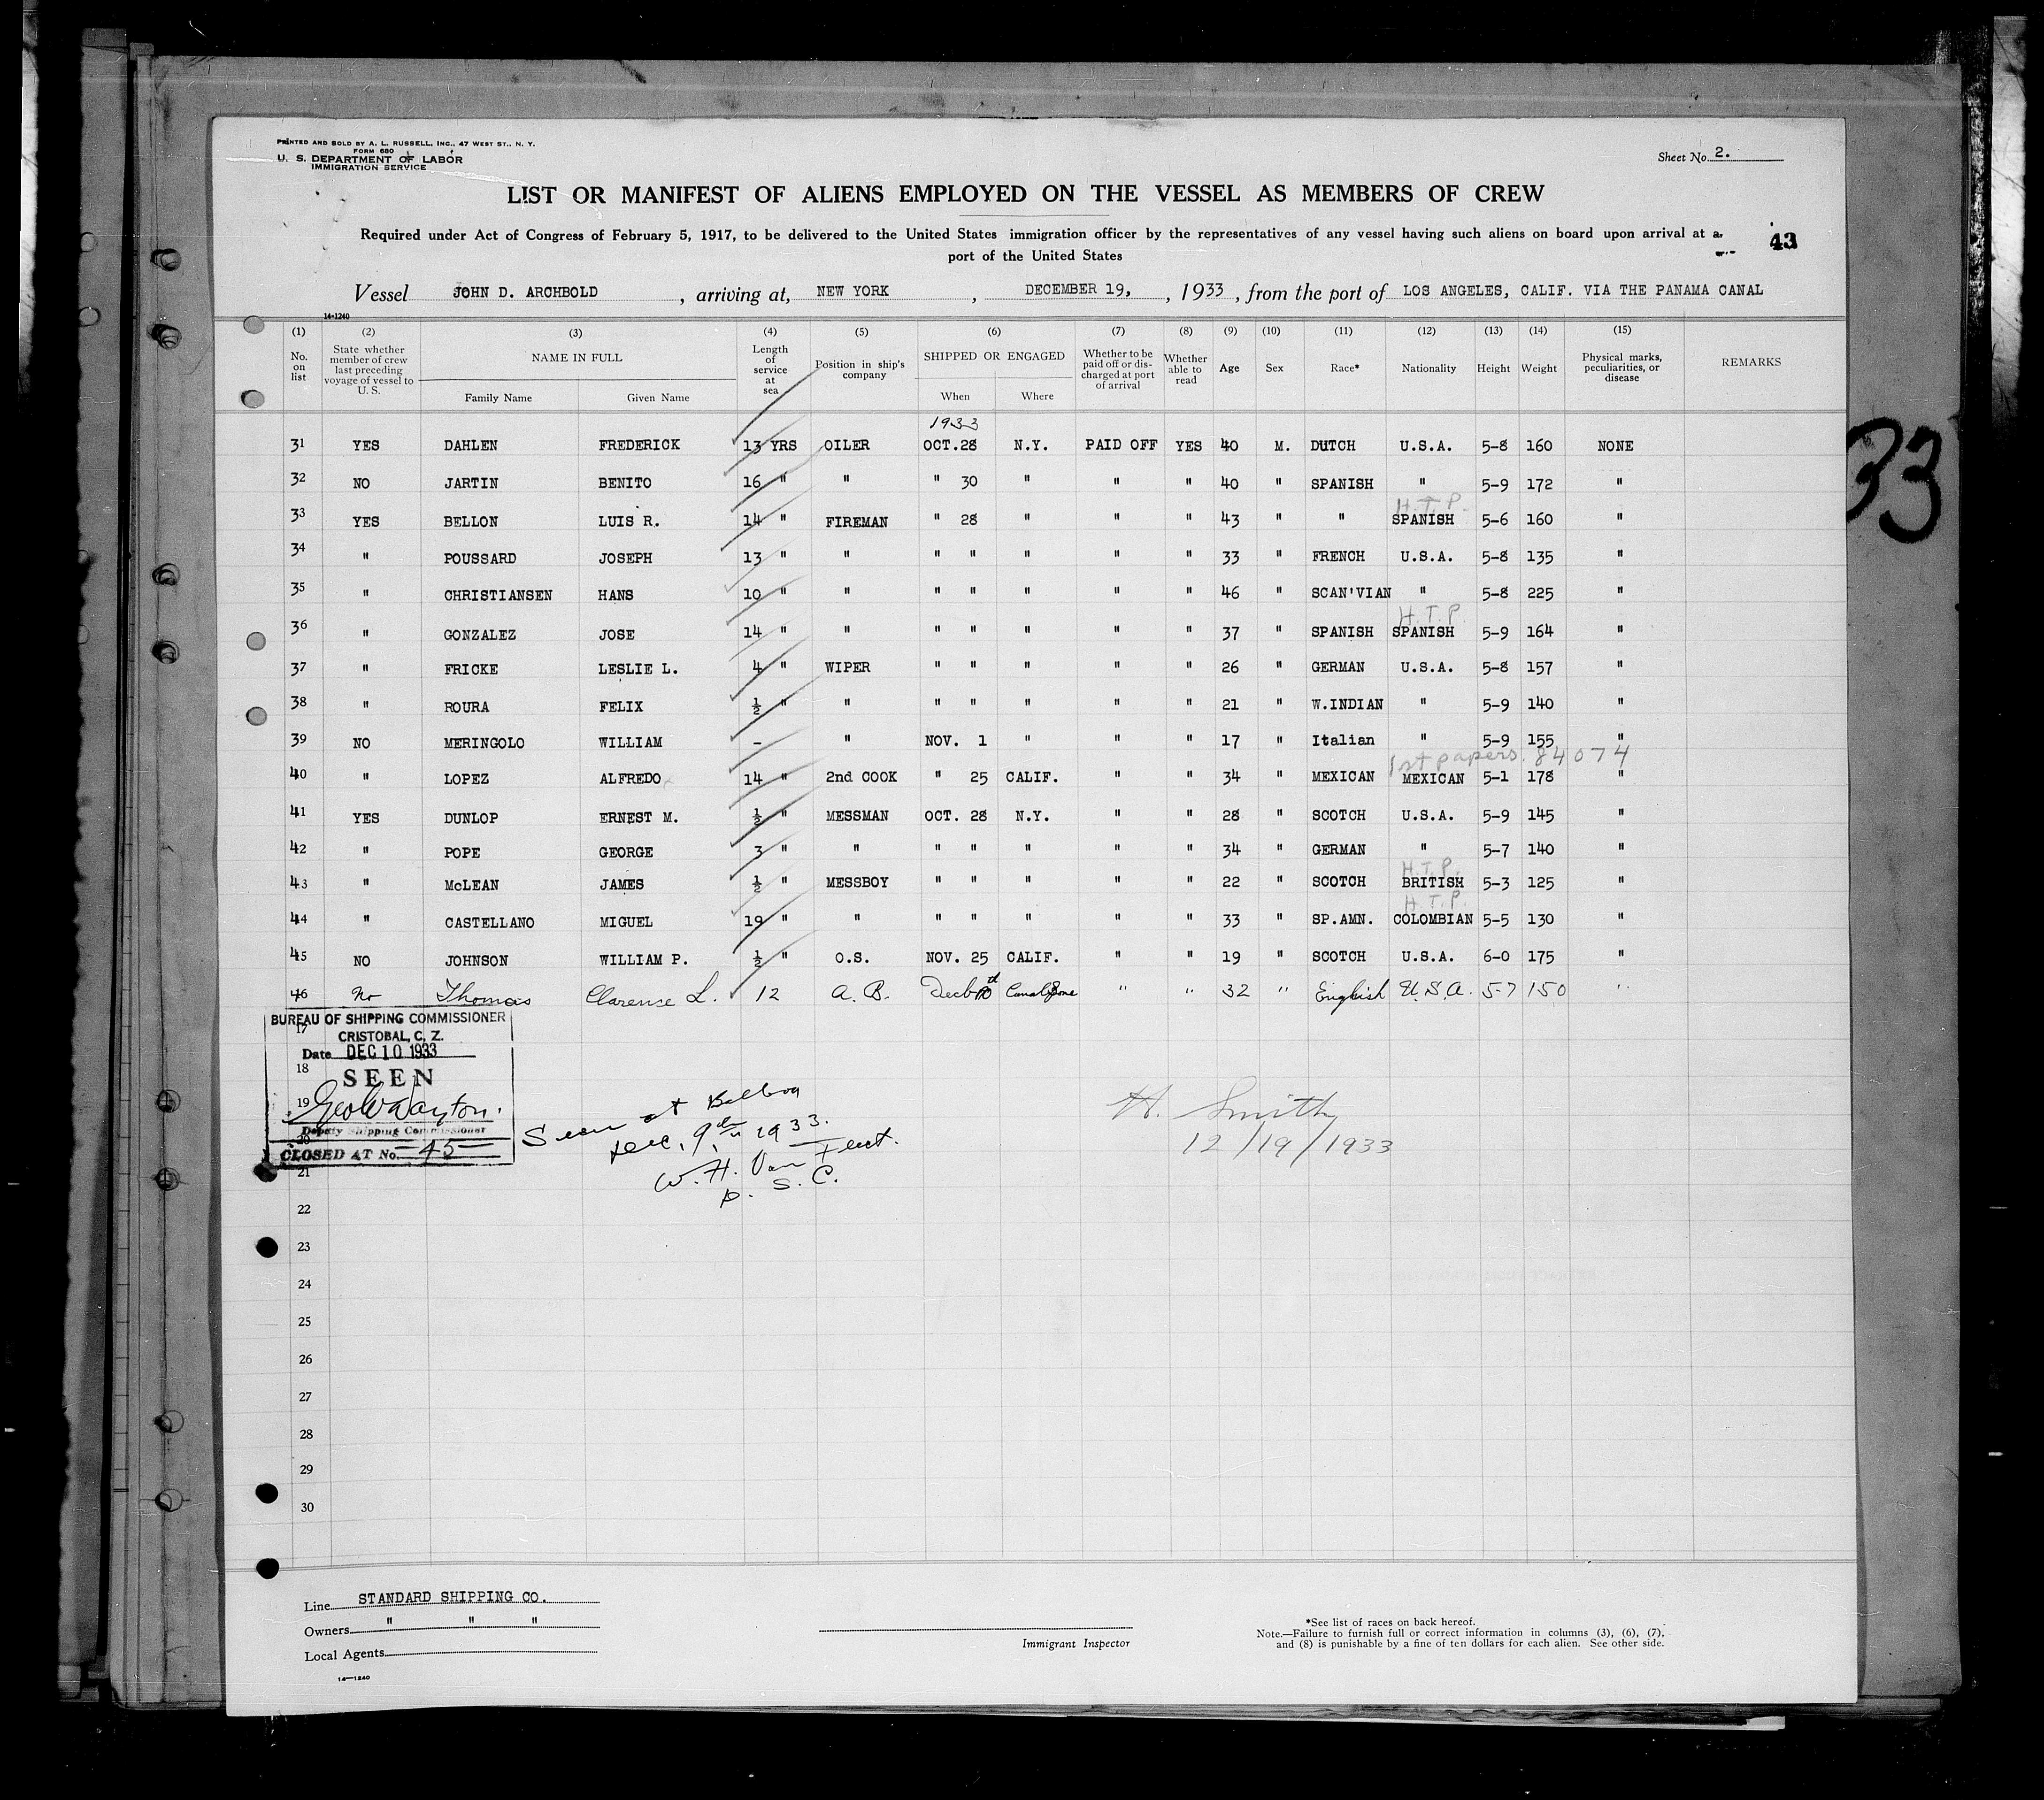 PRINTED AND SOLD BY A. L. RUSSELL, INC., 47 WEST ST., N. Y.
FORM 680
U. S. DEPARTMENT OF LABOR
IMMIGRATION SERVICE
Sheet No. 2.
LIST OR MANIFEST OF ALIENS EMPLOYED ON THE VESSEL AS MEMBERS OF CREW
Required under Act of Congress of February 5, 1917, to be delivered to the United States immigration officer by the representatives of any vessel having such aliens on board upon arrival at a
port of the United States
43
Vessel JOHN D. ARCHBOLD, arriving at, NEW YORK, DECEMBER 19, , 1933, from the port of LOS ANGELES, CALIF. VIA THE PANAMA CANAL
14-1240
(1) No. on list (2) State whether member of crew last preceding voyage of vessel to U. S. (3) NAME IN FULL Family Name Given Name (4) Length of service at sea (5) Position in ship's company (6) SHIPPED OR ENGAGED When Where (7) Whether to be paid off or discharged at port of arrival (8) Whether able to read (9) Age (10) Sex (11) Race* (12) Nationality (13) Height (14) Weight (15) Physical marks, peculiarities, or disease REMARKS
1933
31 YES DAHLEN FREDERICK 13 YRS OILER OCT.28 N.Y. PAID OFF YES 40 M. DUTCH U.S.A. 5-8 160 NONE
32 NO JARTIN BENITO 16 " " " 30 " " " 40 " SPANISH " 5-9 172 "
H.T.P.
33 YES BELLON LUIS R. 14 " FIREMAN " 28 " " " 43 " " SPANISH 5-6 160 "
34 " POUSSARD JOSEPH 13 " " " " " " " 33 " FRENCH U.S.A. 5-8 135 "
35 " CHRISTIANSEN HANS 10 " " " " " " " 46 " SCAN'VIAN " 5-8 225 "
H.T.P.
36 " GONZALEZ JOSE 14 " " " " " " " 37 " SPANISH SPANISH 5-9 164 "
37 " FRICKE LESLIE L. 4 " WIPER " " " " " 26 " GERMAN U.S.A. 5-8 157 "
38 " ROURA FELIX ½ " " " " " " " 21 " W.INDIAN " 5-9 140 "
39 NO MERINGOLO WILLIAM - " NOV. 1 " " " 17 " Italian " 5-9 155 "
1st papers. 84074
40 " LOPEZ ALFREDO 14 " 2nd COOK " 25 CALIF. " " 34 " MEXICAN MEXICAN 5-1 178 "
41 YES DUNLOP ERNEST M. ½ " MESSMAN OCT. 28 N.Y. " " 28 " SCOTCH U.S.A. 5-9 145 "
42 " POPE GEORGE 3 " " " " " " " 34 " GERMAN " 5-7 140 "
H.T.P.
43 " McLEAN JAMES ½ " MESSBOY " " " " " 22 " SCOTCH BRITISH 5-3 125 "
H.T.P.
44 " CASTELLANO MIGUEL 19 " " " " " " " 33 " SP.AMN. COLOMBIAN 5-5 130 "
45 NO JOHNSON WILLIAM P. ½ " O.S. NOV. 25 CALIF. " " 19 " SCOTCH U.S.A. 6-0 175 "
46 No Thomas Clarence L. 12 A. B. Decb 10th Canal Zone " " 32 " English U.S.A. 5-7 150 "
33
BUREAU OF SHIPPING COMMISSIONER
17
CRISTOBAL, C. Z.
Date DEC 10 1933
18
SEEN
19
Deputy Shipping Commissioner
20
CLOSED AT No. 45
Seen at Balboa
Dec, 9th 1933.
W. H. Van Fleet.
D. S. C.
H. Smith
12/19/1933
21
22
23
24
25
26
27
28
29
30
Line STANDARD SHIPPING CO.
Owners " " "
Local Agents
14-1240
Immigrant Inspector
*See list of races on back hereof.
Note.—Failure to furnish full or correct information in columns (3), (6), (7),
and (8) is punishable by a fine of ten dollars for each alien. See other side.